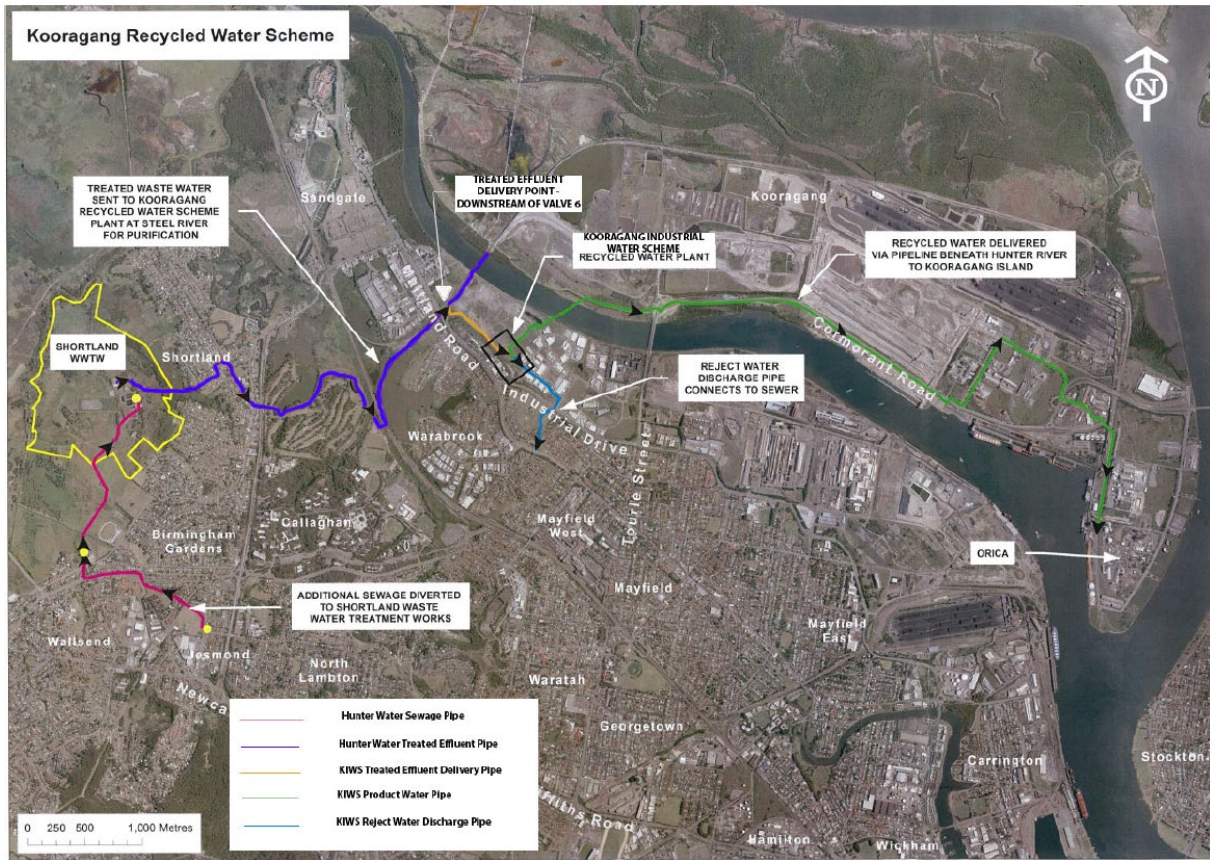 Kooragang Recycled Water Scheme
N
TREATED WASTE WATER
SENT TO KOORAGANG
RECYCLED WATER SCHEME
PLANT AT STEEL RIVER
FOR PURIFICATION
Sandgate
TREATED EFFLUENT
DELIVERY POINT -
DOWNSTREAM OF VALVE 6
Kooragang
KOORAGANG INDUSTRIAL
WATER SCHEME
RECYCLED WATER PLANT
RECYCLED WATER DELIVERED
VIA PIPELINE BENEATH HUNTER RIVER
TO KOORAGANG ISLAND
SHORTLAND
WWTW
Shortland
land Road
Cormorant Road
REJECT WATER
DISCHARGE PIPE
CONNECTS TO SEWER
Industrial Drive
Warabrook
Tourle Street
Birmingham
Gardens
Callaghan
Mayfield
West
ORICA
Mayfield
ADDITIONAL SEWAGE DIVERTED
TO SHORTLAND WASTE
WATER TREATMENT WORKS
Mayfield
East
Wallsend
Jesmond
North
Lambton
Waratah
Newca
Georgetown
Hunter Water Sewage Pipe
Hunter Water Treated Effluent Pipe
KIWS Treated Effluent Delivery Pipe
KIWS Product Water Pipe
KIWS Reject Water Discharge Pipe
Carrington
Stockton
ffiths Road
Hamilton
Wickham
0 250 500 1,000 Metres